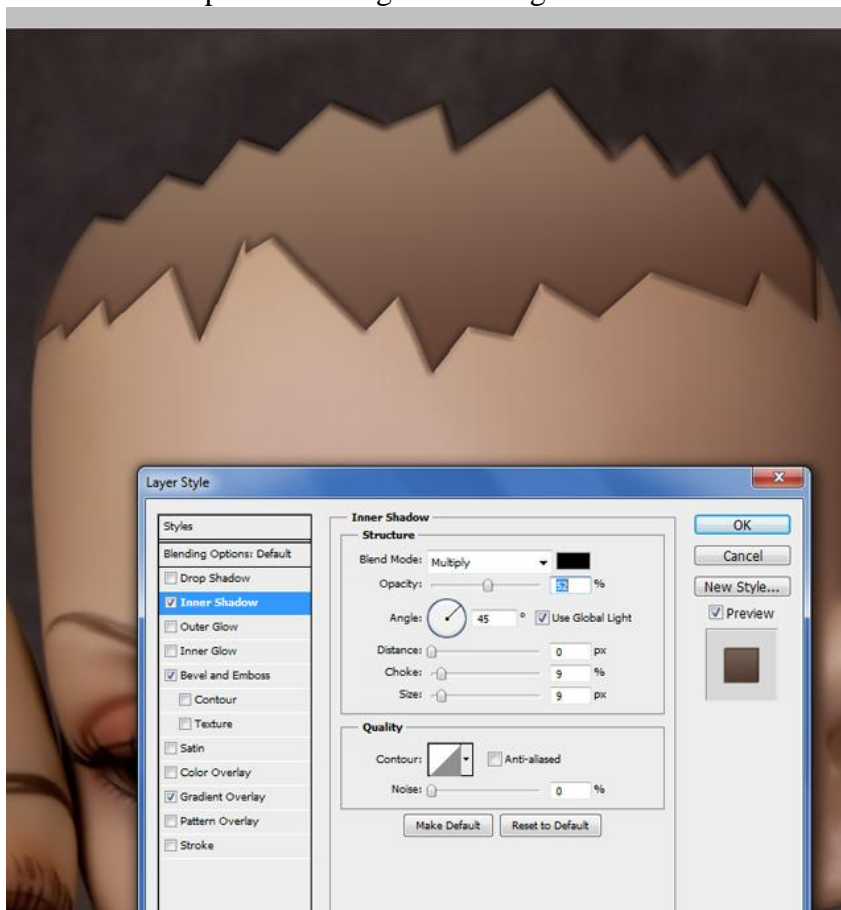 Layer Style
Styles
Blending Options: Default
Drop Shadow
Inner Shadow
Outer Glow
Inner Glow
Bevel and Emboss
Contour
Texture
Satin
Color Overlay
Gradient Overlay
Pattern Overlay
Stroke
Inner Shadow
Structure
Blend Mode: Multiply
Opacity: 52 %
Angle: 45 ° Use Global Light
Distance: 0 px
Choke: 9 %
Size: 9 px
Quality
Contour: Anti-aliased
Noise: 0 %
Make Default Reset to Default
OK
Cancel
New Style...
Preview